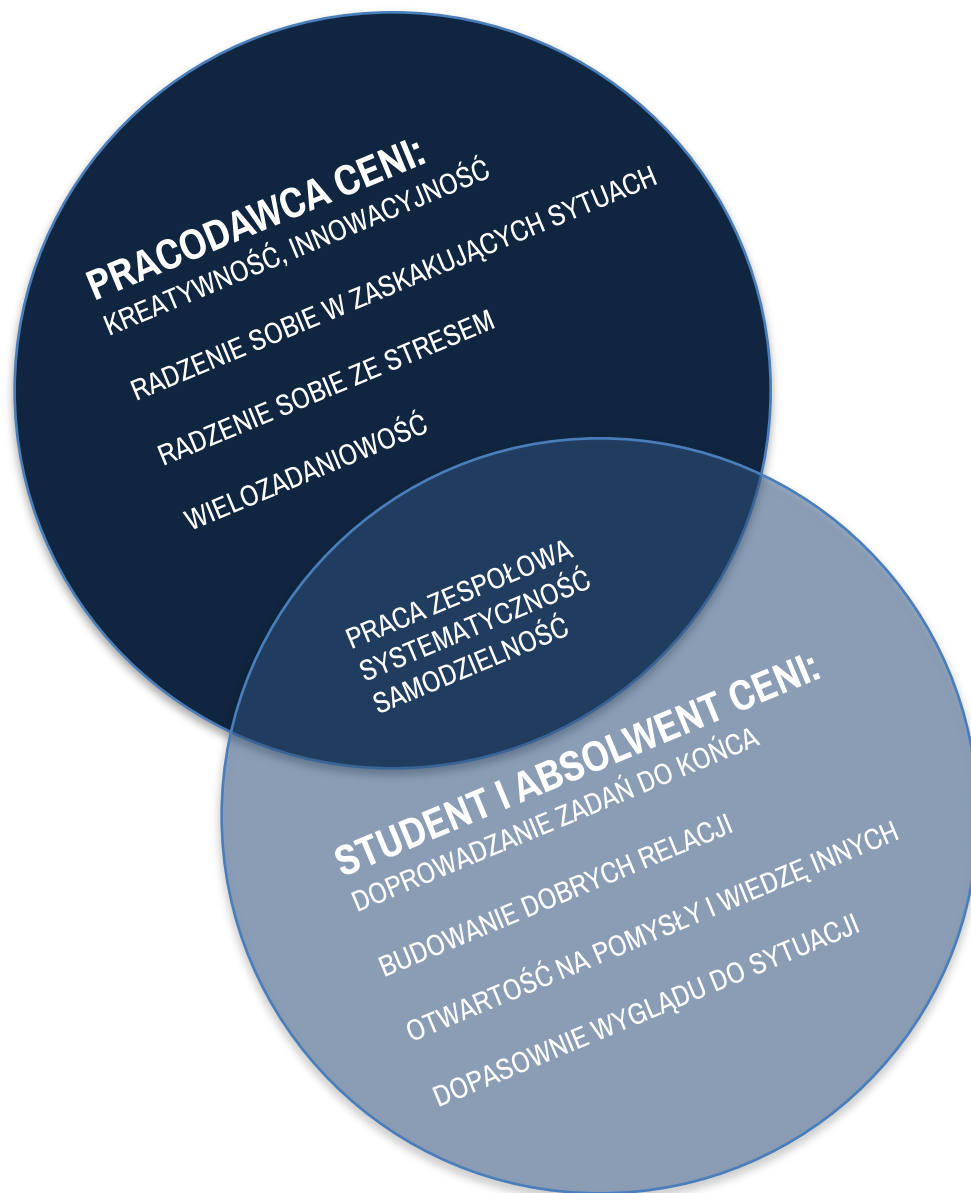 PRACODAWCA CENI:
KREATYWNOŚĆ, INNOWACYJNOŚĆ
RADZENIE SOBIE W ZASKAKUJĄCYCH SYTUACH
RADZENIE SOBIE ZE STRESEM
WIELOZADANIOWOŚĆ
PRACA ZESPOŁOWA
SYSTEMATYCZNOŚĆ
SAMODZIELNOŚĆ
STUDENT I ABSOLWENT CENI:
DOPROWADZANIE ZADAŃ DO KOŃCA
BUDOWANIE DOBRYCH RELACJI
OTWARTOŚĆ NA POMYSŁY I WIEDZĘ INNYCH
DOPASOWNIE WYGLĄDU DO SYTUACJI